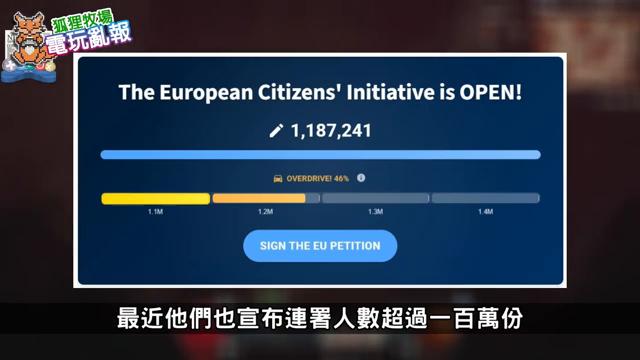 狐狸牧場
電玩亂報
The European Citizens' Initiative is OPEN!
1,187,241
OVERDRIVE! 46%
1.1M 1.2M 1.3M 1.4M
SIGN THE EU PETITION
最近他們也宣布連署人數超過一百萬份